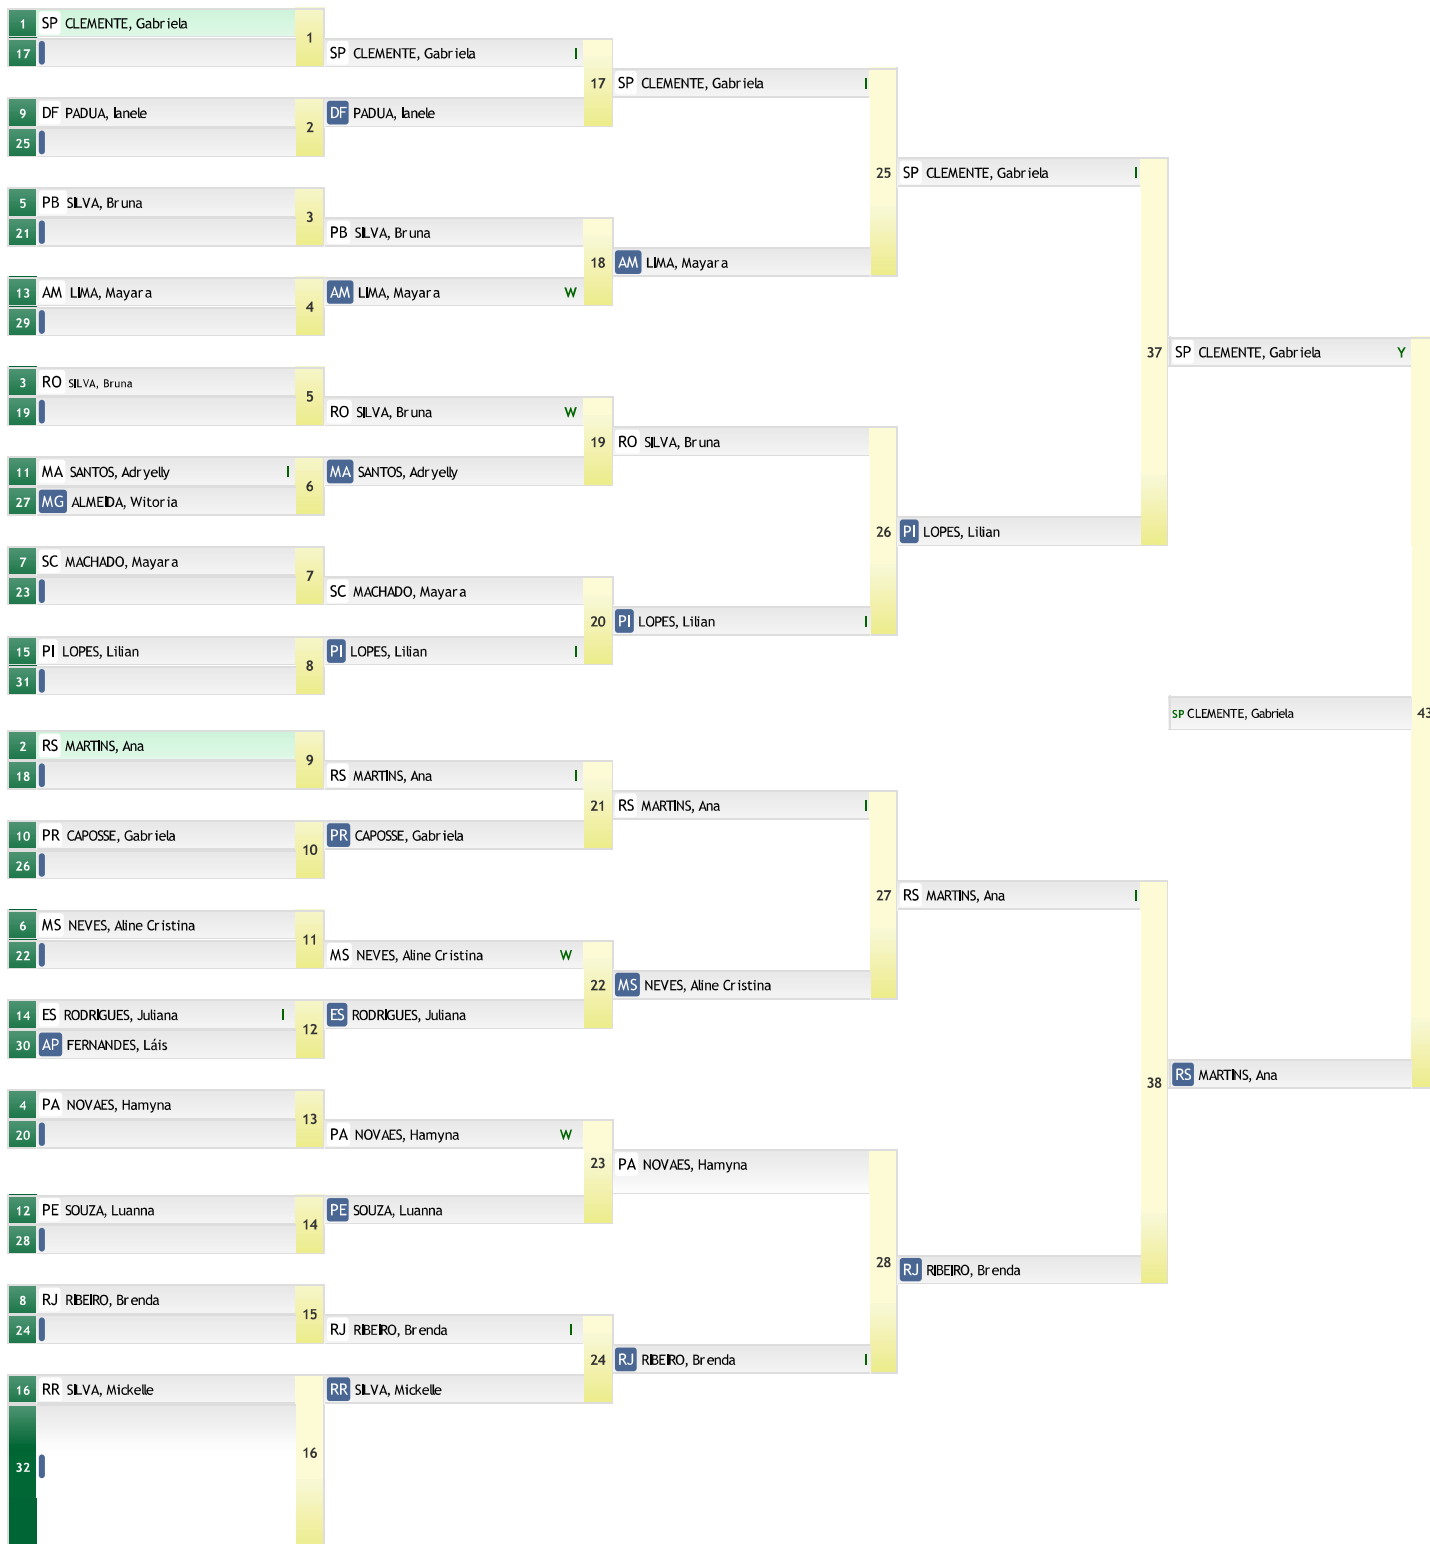 1 SP CLEMENTE, Gabriela
17
1
SP CLEMENTE, Gabriela I
17
SP CLEMENTE, Gabriela I
9 DF PADUA, Ianele
25
2
DF PADUA, Ianele
25
SP CLEMENTE, Gabriela I
5 PB SILVA, Bruna
21
3
PB SILVA, Bruna
18
AM LIMA, Mayara
13 AM LIMA, Mayara
29
4
AM LIMA, Mayara W
37
SP CLEMENTE, Gabriela Y
3 RO SILVA, Bruna
19
5
RO SILVA, Bruna W
19
RO SILVA, Bruna
11 MA SANTOS, Adryelly I
27 MG ALMEIDA, Witoria
6
MA SANTOS, Adryelly
26
PI LOPES, Lilian
7 SC MACHADO, Mayara
23
7
SC MACHADO, Mayara
20
PI LOPES, Lilian I
15 PI LOPES, Lilian
31
8
PI LOPES, Lilian I
SP CLEMENTE, Gabriela
43
2 RS MARTINS, Ana
18
9
RS MARTINS, Ana I
21
RS MARTINS, Ana I
10 PR CAPOSSE, Gabriela
26
10
PR CAPOSSE, Gabriela
27
RS MARTINS, Ana I
6 MS NEVES, Aline Cristina
22
11
MS NEVES, Aline Cristina W
22
MS NEVES, Aline Cristina
14 ES RODRIGUES, Juliana I
30 AP FERNANDES, Láis
12
ES RODRIGUES, Juliana
38
RS MARTINS, Ana
4 PA NOVAES, Hamyna
20
13
PA NOVAES, Hamyna W
23
PA NOVAES, Hamyna
12 PE SOUZA, Luanna
28
14
PE SOUZA, Luanna
28
RJ RIBEIRO, Brenda
8 RJ RIBEIRO, Brenda
24
15
RJ RIBEIRO, Brenda I
24
RJ RIBEIRO, Brenda I
16 RR SILVA, Mickelle
32
16
RR SILVA, Mickelle